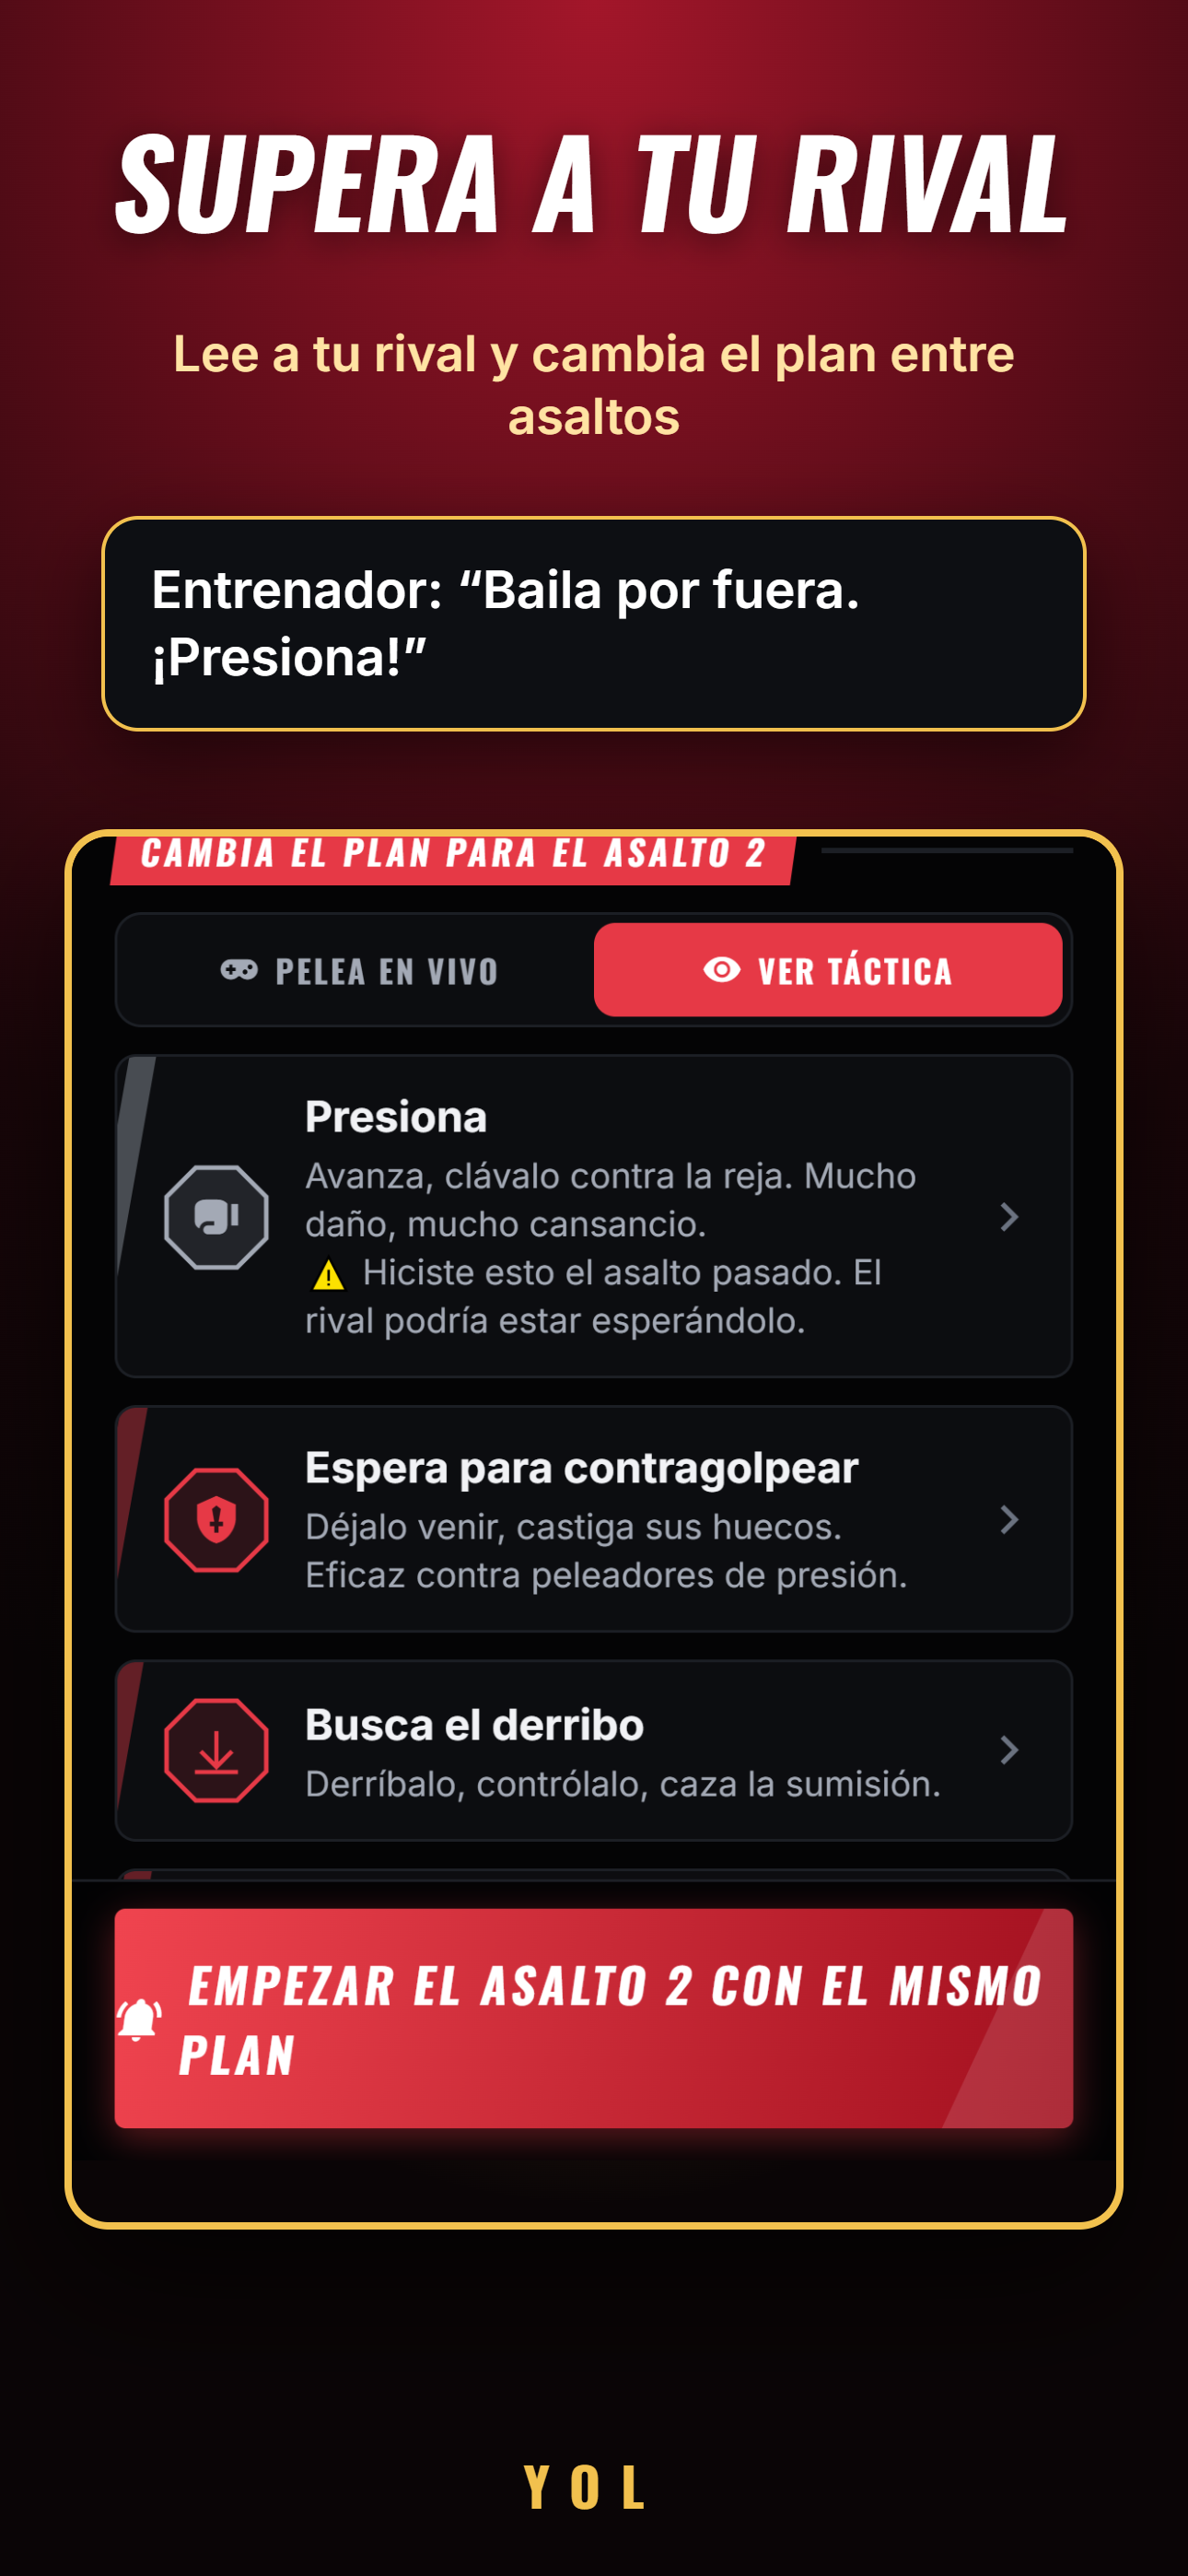 SUPERA A TU RIVAL
Lee a tu rival y cambia el plan entre
asaltos
Entrenador: “Baila por fuera.
¡Presiona!”
CAMBIA EL PLAN PARA EL ASALTO 2
PELEA EN VIVO
VER TÁCTICA
Presiona
Avanza, clávalo contra la reja. Mucho
daño, mucho cansancio.
⚠️ Hiciste esto el asalto pasado. El
rival podría estar esperándolo.
Espera para contragolpear
Déjalo venir, castiga sus huecos.
Eficaz contra peleadores de presión.
Busca el derribo
Derríbalo, contrólalo, caza la sumisión.
EMPEZAR EL ASALTO 2 CON EL MISMO
PLAN
YOL